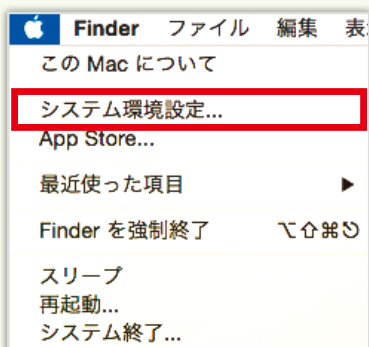 Finder ファイル 編集 表
この Mac について
システム環境設定...
App Store...
最近使った項目 ▶
Finder を強制終了 ⌥⇧⌘⎋
スリープ
再起動...
システム終了...